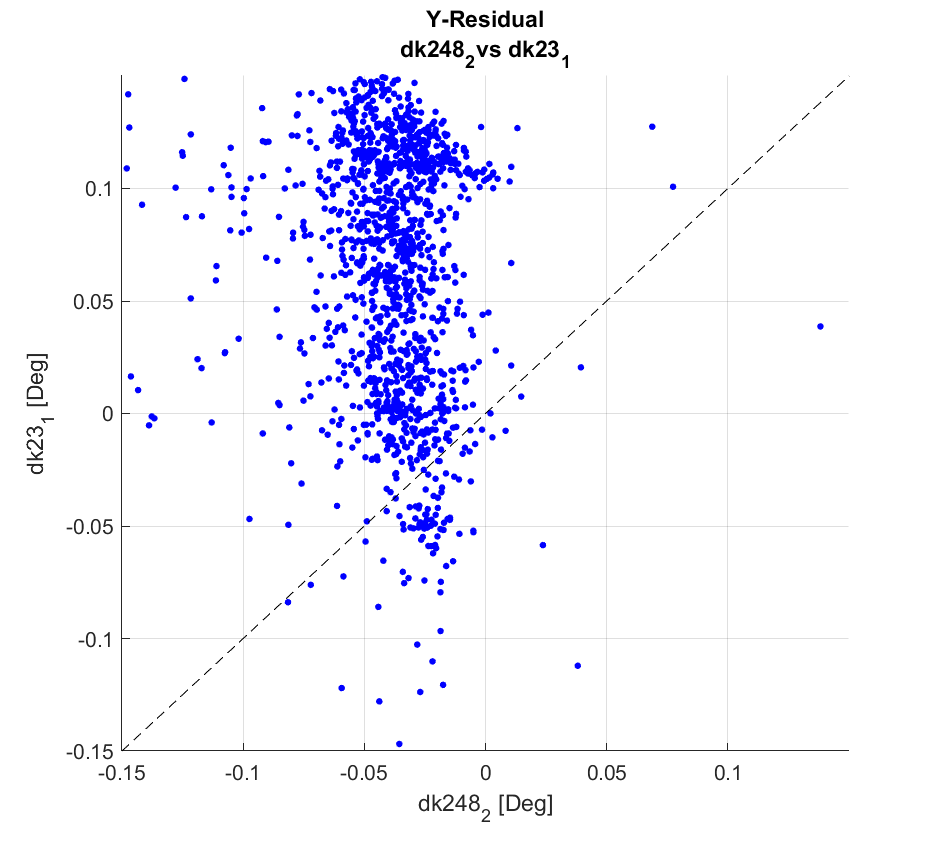 Y-Residual
dk248₂vs dk23₁
0.1
0.05
0
-0.05
-0.1
-0.15
dk23₁ [Deg]
-0.15 -0.1 -0.05 0 0.05 0.1
dk248₂ [Deg]